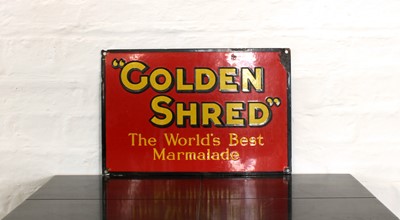 "GOLDEN
SHRED"
The World's Best
Marmalade